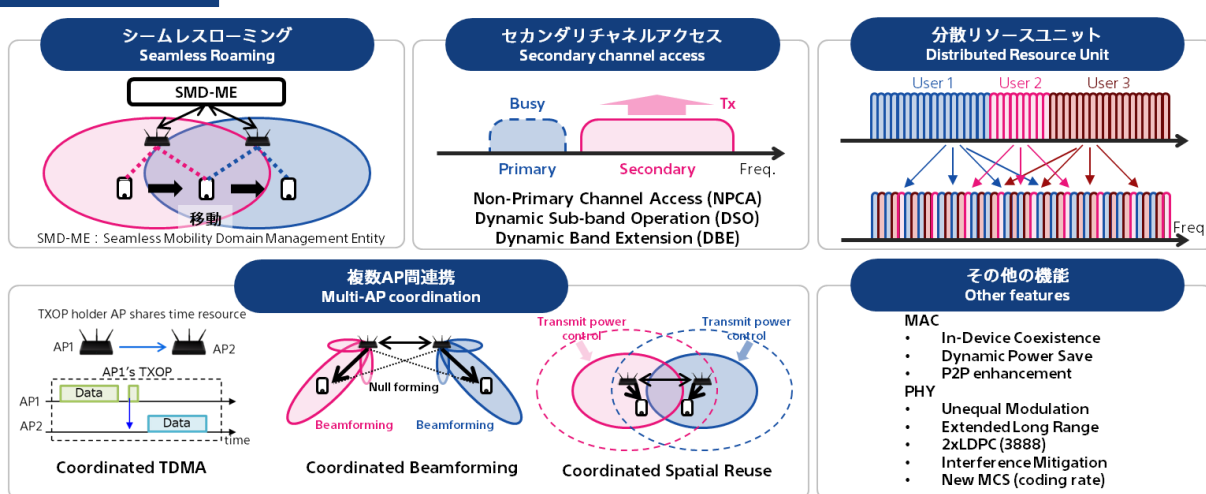 シームレスローミング
Seamless Roaming
SMD-ME
移動
SMD-ME：Seamless Mobility Domain Management Entity
セカンダリチャネルアクセス
Secondary channel access
Busy
Tx
Primary
Secondary
Freq.
Non-Primary Channel Access (NPCA)
Dynamic Sub-band Operation (DSO)
Dynamic Band Extension (DBE)
分散リソースユニット
Distributed Resource Unit
User 1
User 2
User 3
Freq
複数AP間連携
Multi-AP coordination
TXOP holder AP shares time resource
AP1
AP2
AP1's TXOP
AP1
Data
AP2
Data
time
Coordinated TDMA
Null forming
Beamforming
Beamforming
Coordinated Beamforming
Transmit power
control
Transmit power
control
Coordinated Spatial Reuse
その他の機能
Other features
MAC
• In-Device Coexistence
• Dynamic Power Save
• P2P enhancement
PHY
• Unequal Modulation
• Extended Long Range
• 2xLDPC (3888)
• Interference Mitigation
• New MCS (coding rate)